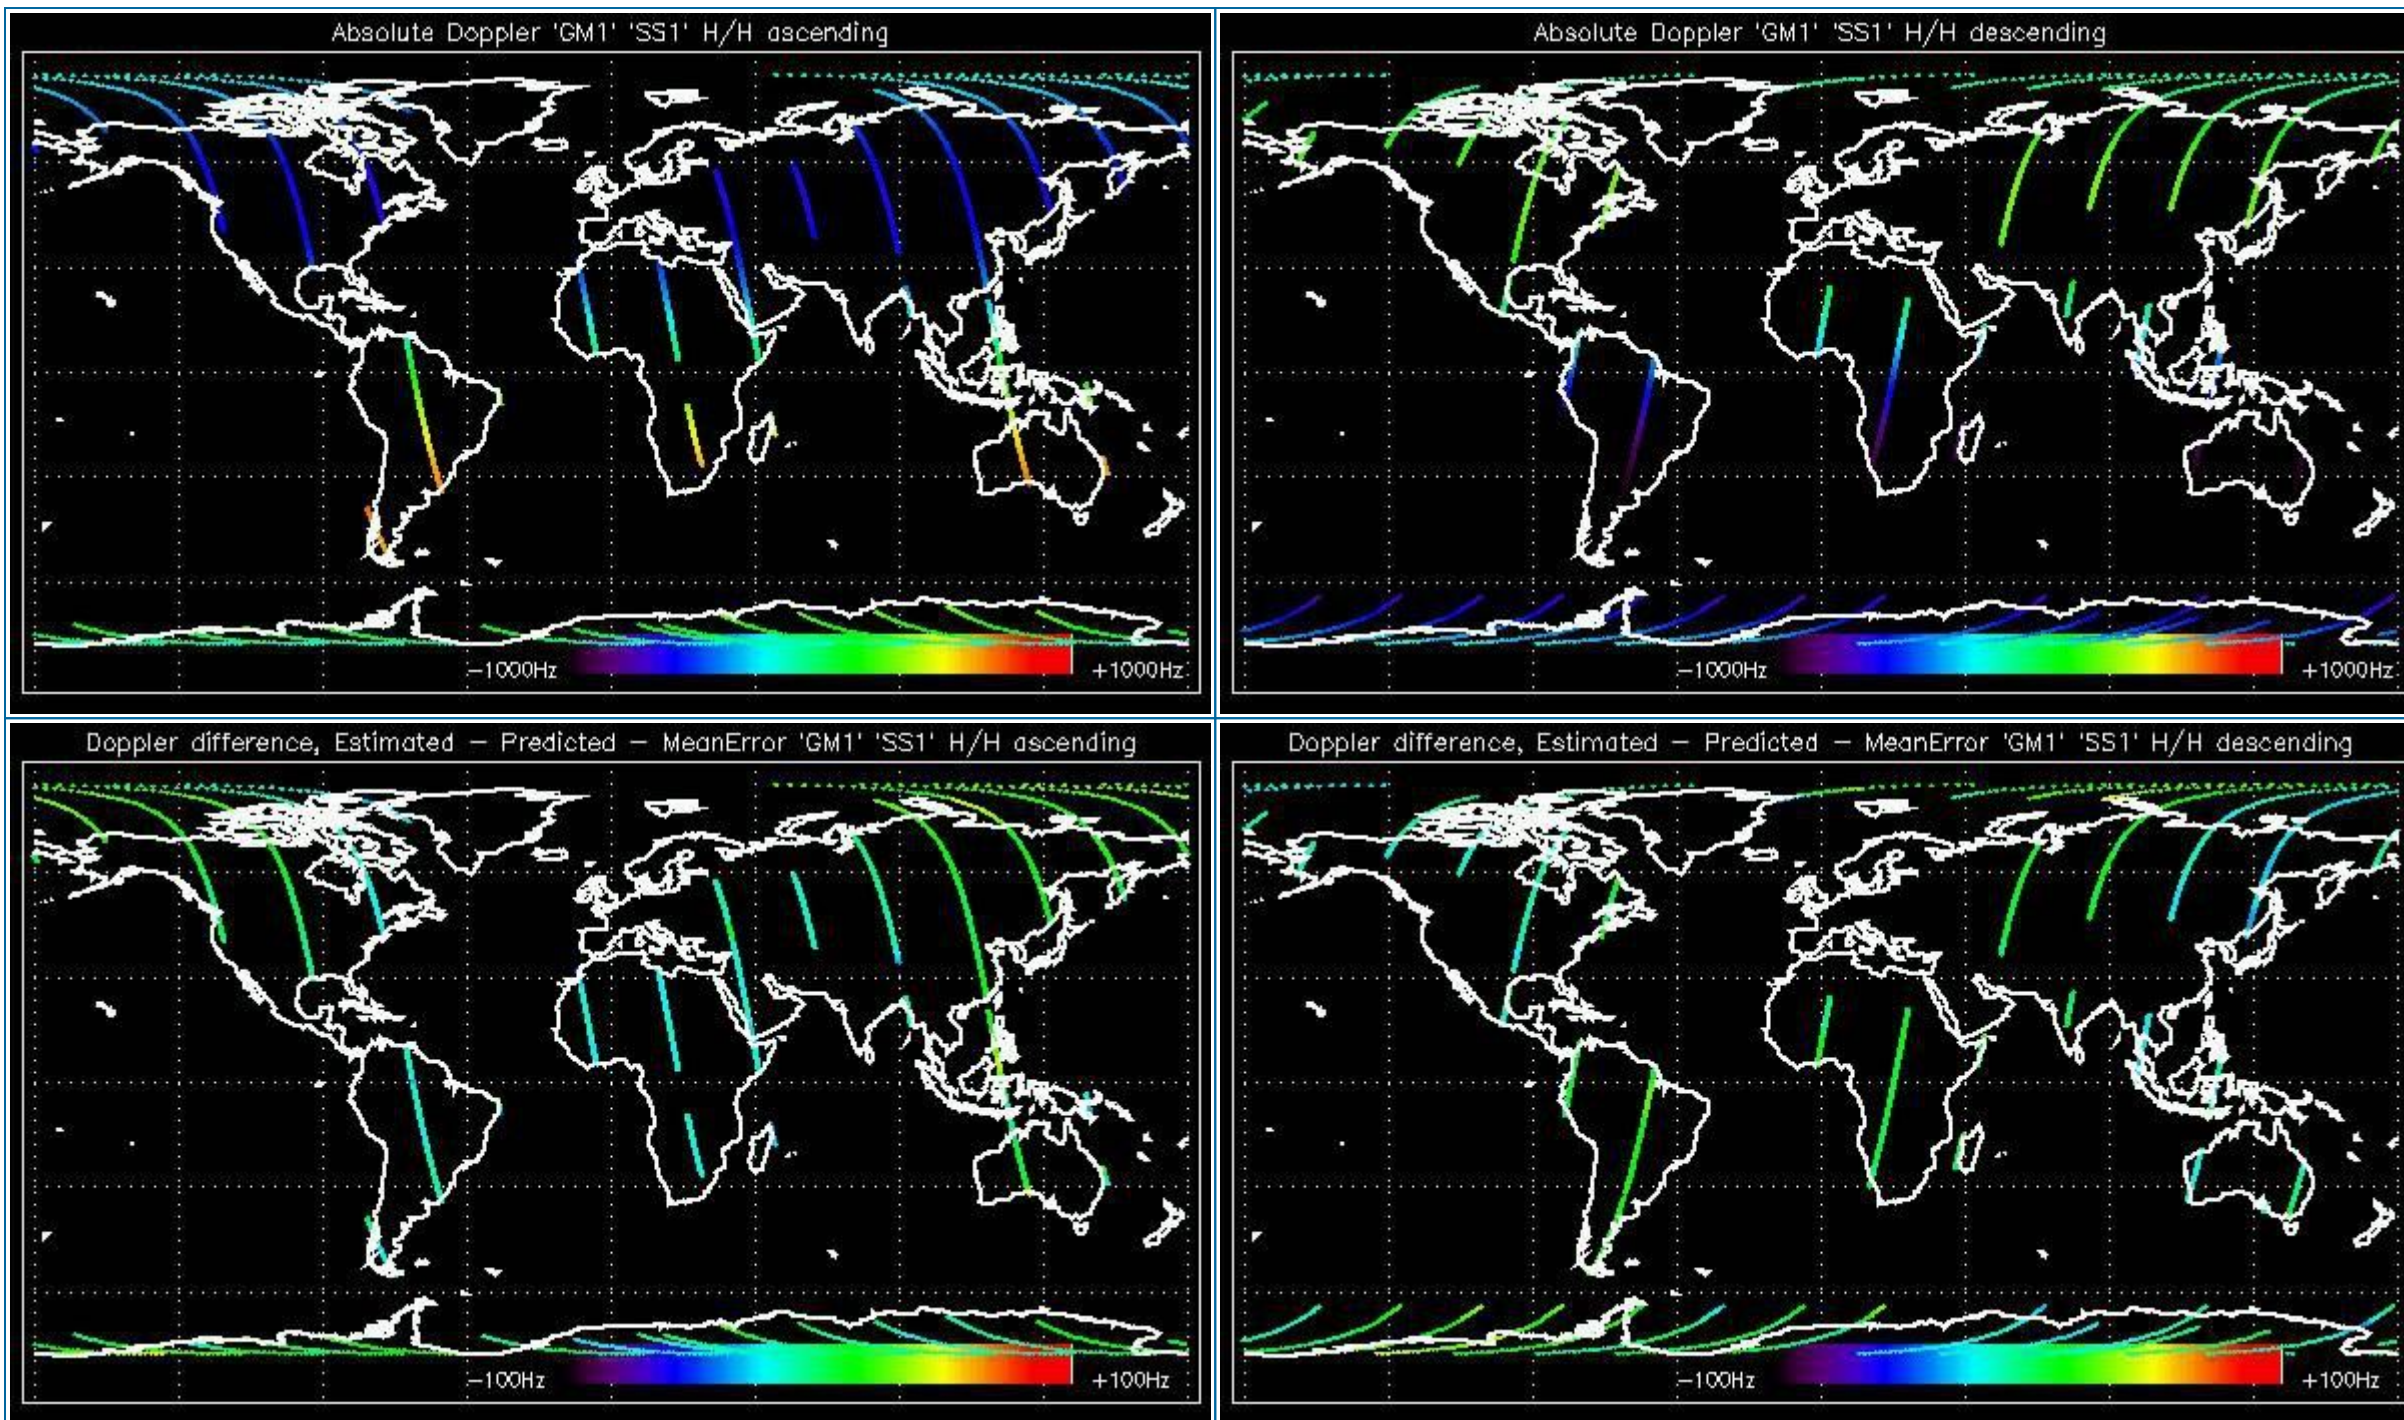 Absolute Doppler 'GM1' 'SS1' H/H ascending
−1000Hz
+1000Hz
Absolute Doppler 'GM1' 'SS1' H/H descending
−1000Hz
+1000Hz
Doppler difference, Estimated − Predicted − MeanError 'GM1' 'SS1' H/H ascending
−100Hz
+100Hz
Doppler difference, Estimated − Predicted − MeanError 'GM1' 'SS1' H/H descending
−100Hz
+100Hz